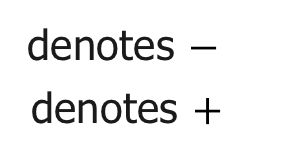 denotes −
denotes +